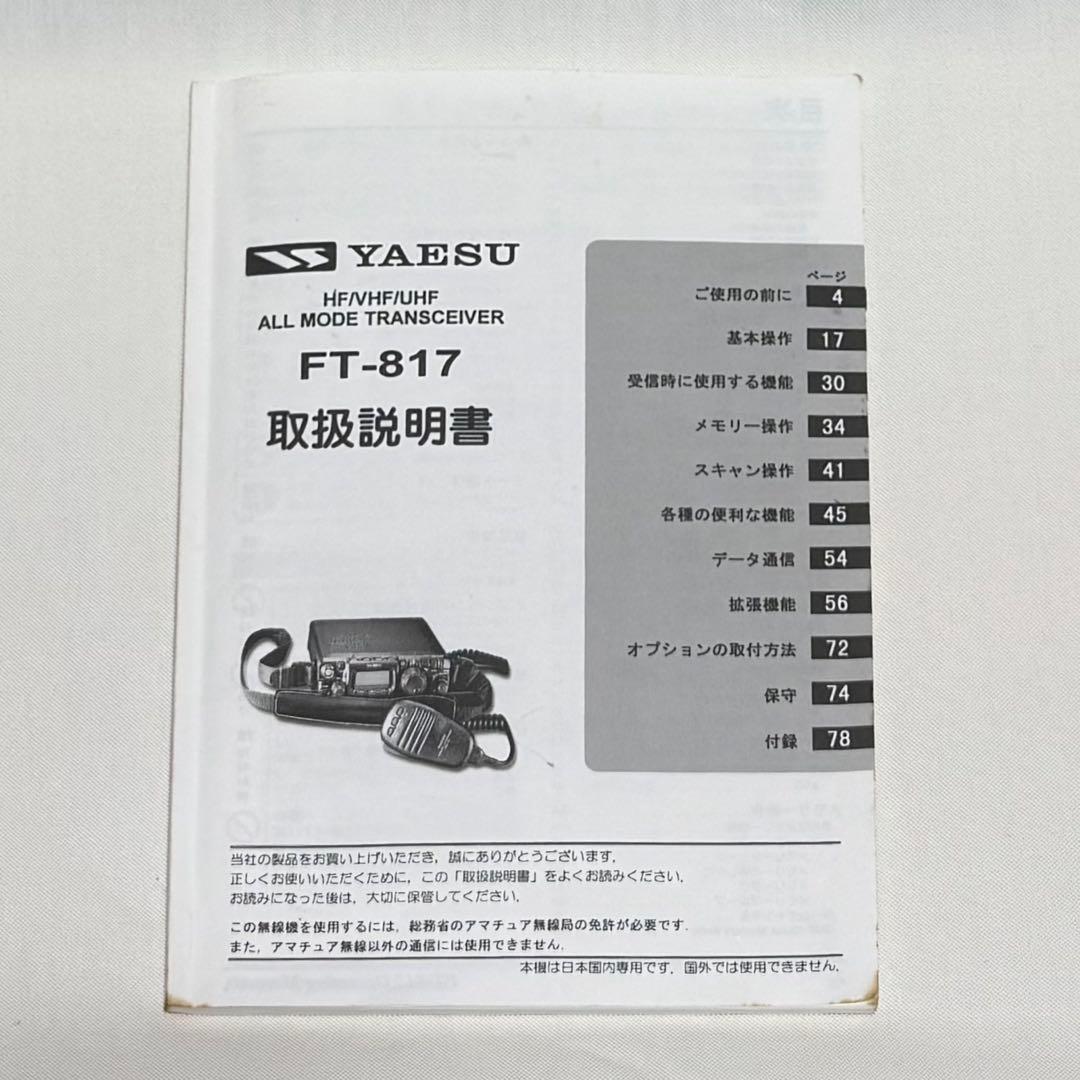 YAESU
HF/VHF/UHF
ALL MODE TRANSCEIVER
FT-817
取扱説明書
ページ
ご使用の前に 4
基本操作 17
受信時に使用する機能 30
メモリー操作 34
スキャン操作 41
各種の便利な機能 45
データ通信 54
拡張機能 56
オプションの取付方法 72
保守 74
付録 78
当社の製品をお買い上げいただき，誠にありがとうございます．
正しくお使いいただくために，この「取扱説明書」をよくお読みください．
お読みになった後は，大切に保管してください．
この無線機を使用するには，総務省のアマチュア無線局の免許が必要です．
また，アマチュア無線以外の通信には使用できません．
本機は日本国内専用です．国外では使用できません．